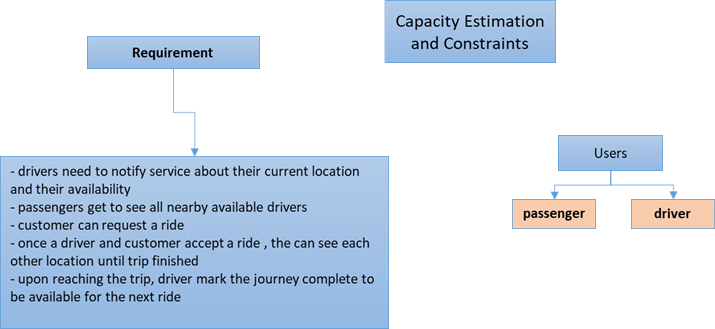 Capacity Estimation
and Constraints
Requirement
- drivers need to notify service about their current location
and their availability
- passengers get to see all nearby available drivers
- customer can request a ride
- once a driver and customer accept a ride , the can see each
other location until trip finished
- upon reaching the trip, driver mark the journey complete to
be available for the next ride
Users
passenger
driver